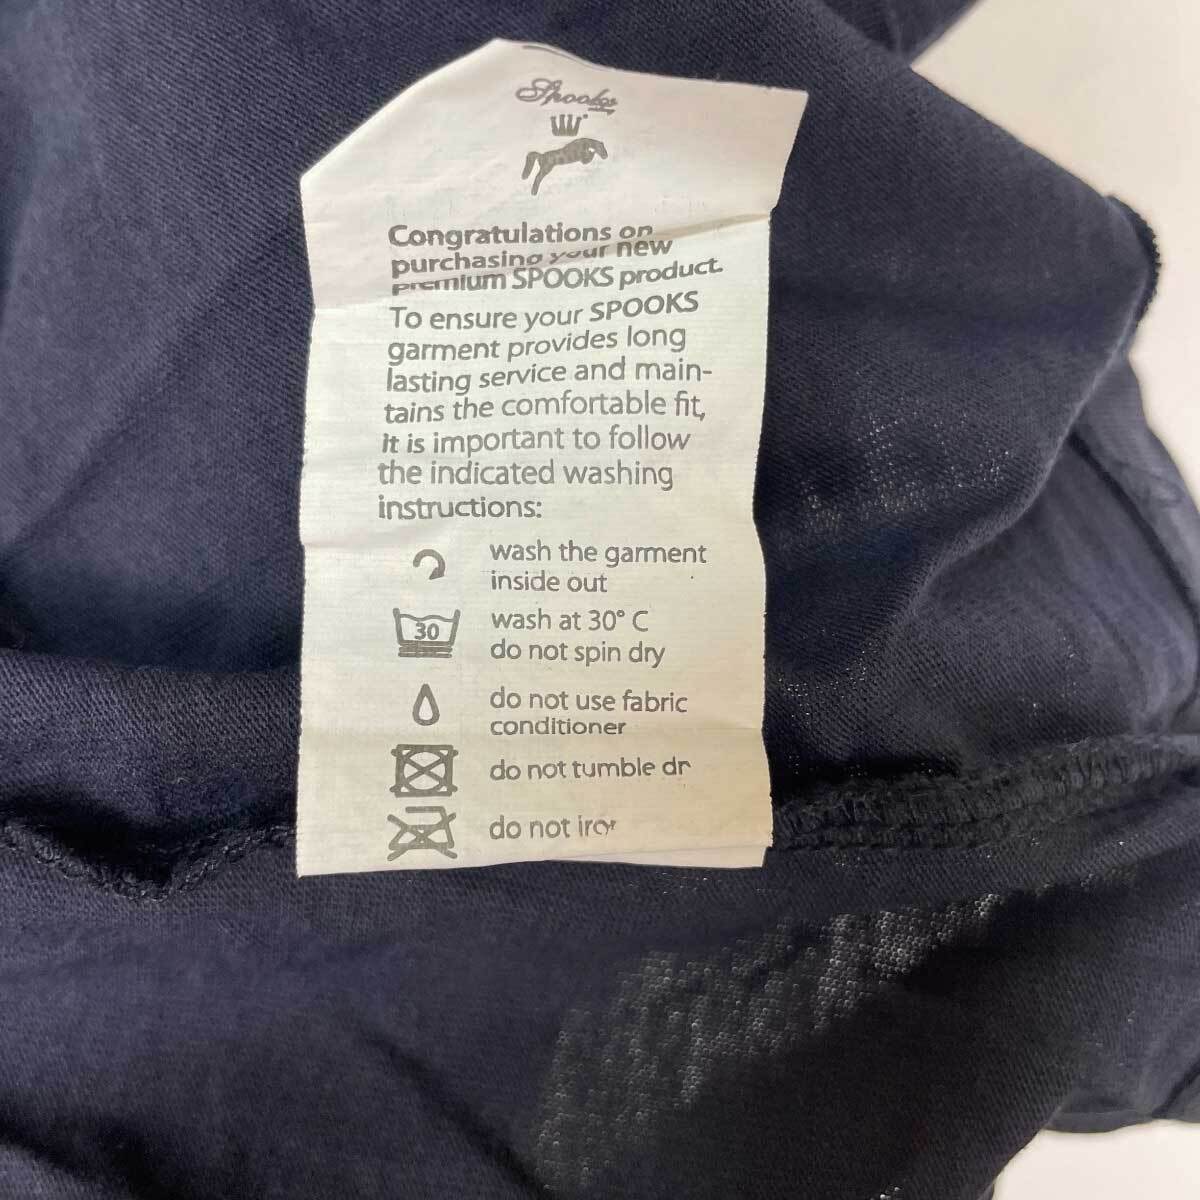 Spooks
Congratulations on
purchasing your new
premium SPOOKS product.
To ensure your SPOOKS
garment provides long
lasting service and main-
tains the comfortable fit,
it is important to follow
the indicated washing
instructions:
wash the garment
inside out
30
wash at 30° C
do not spin dry
do not use fabric
conditioner
do not tumble dr
do not iron